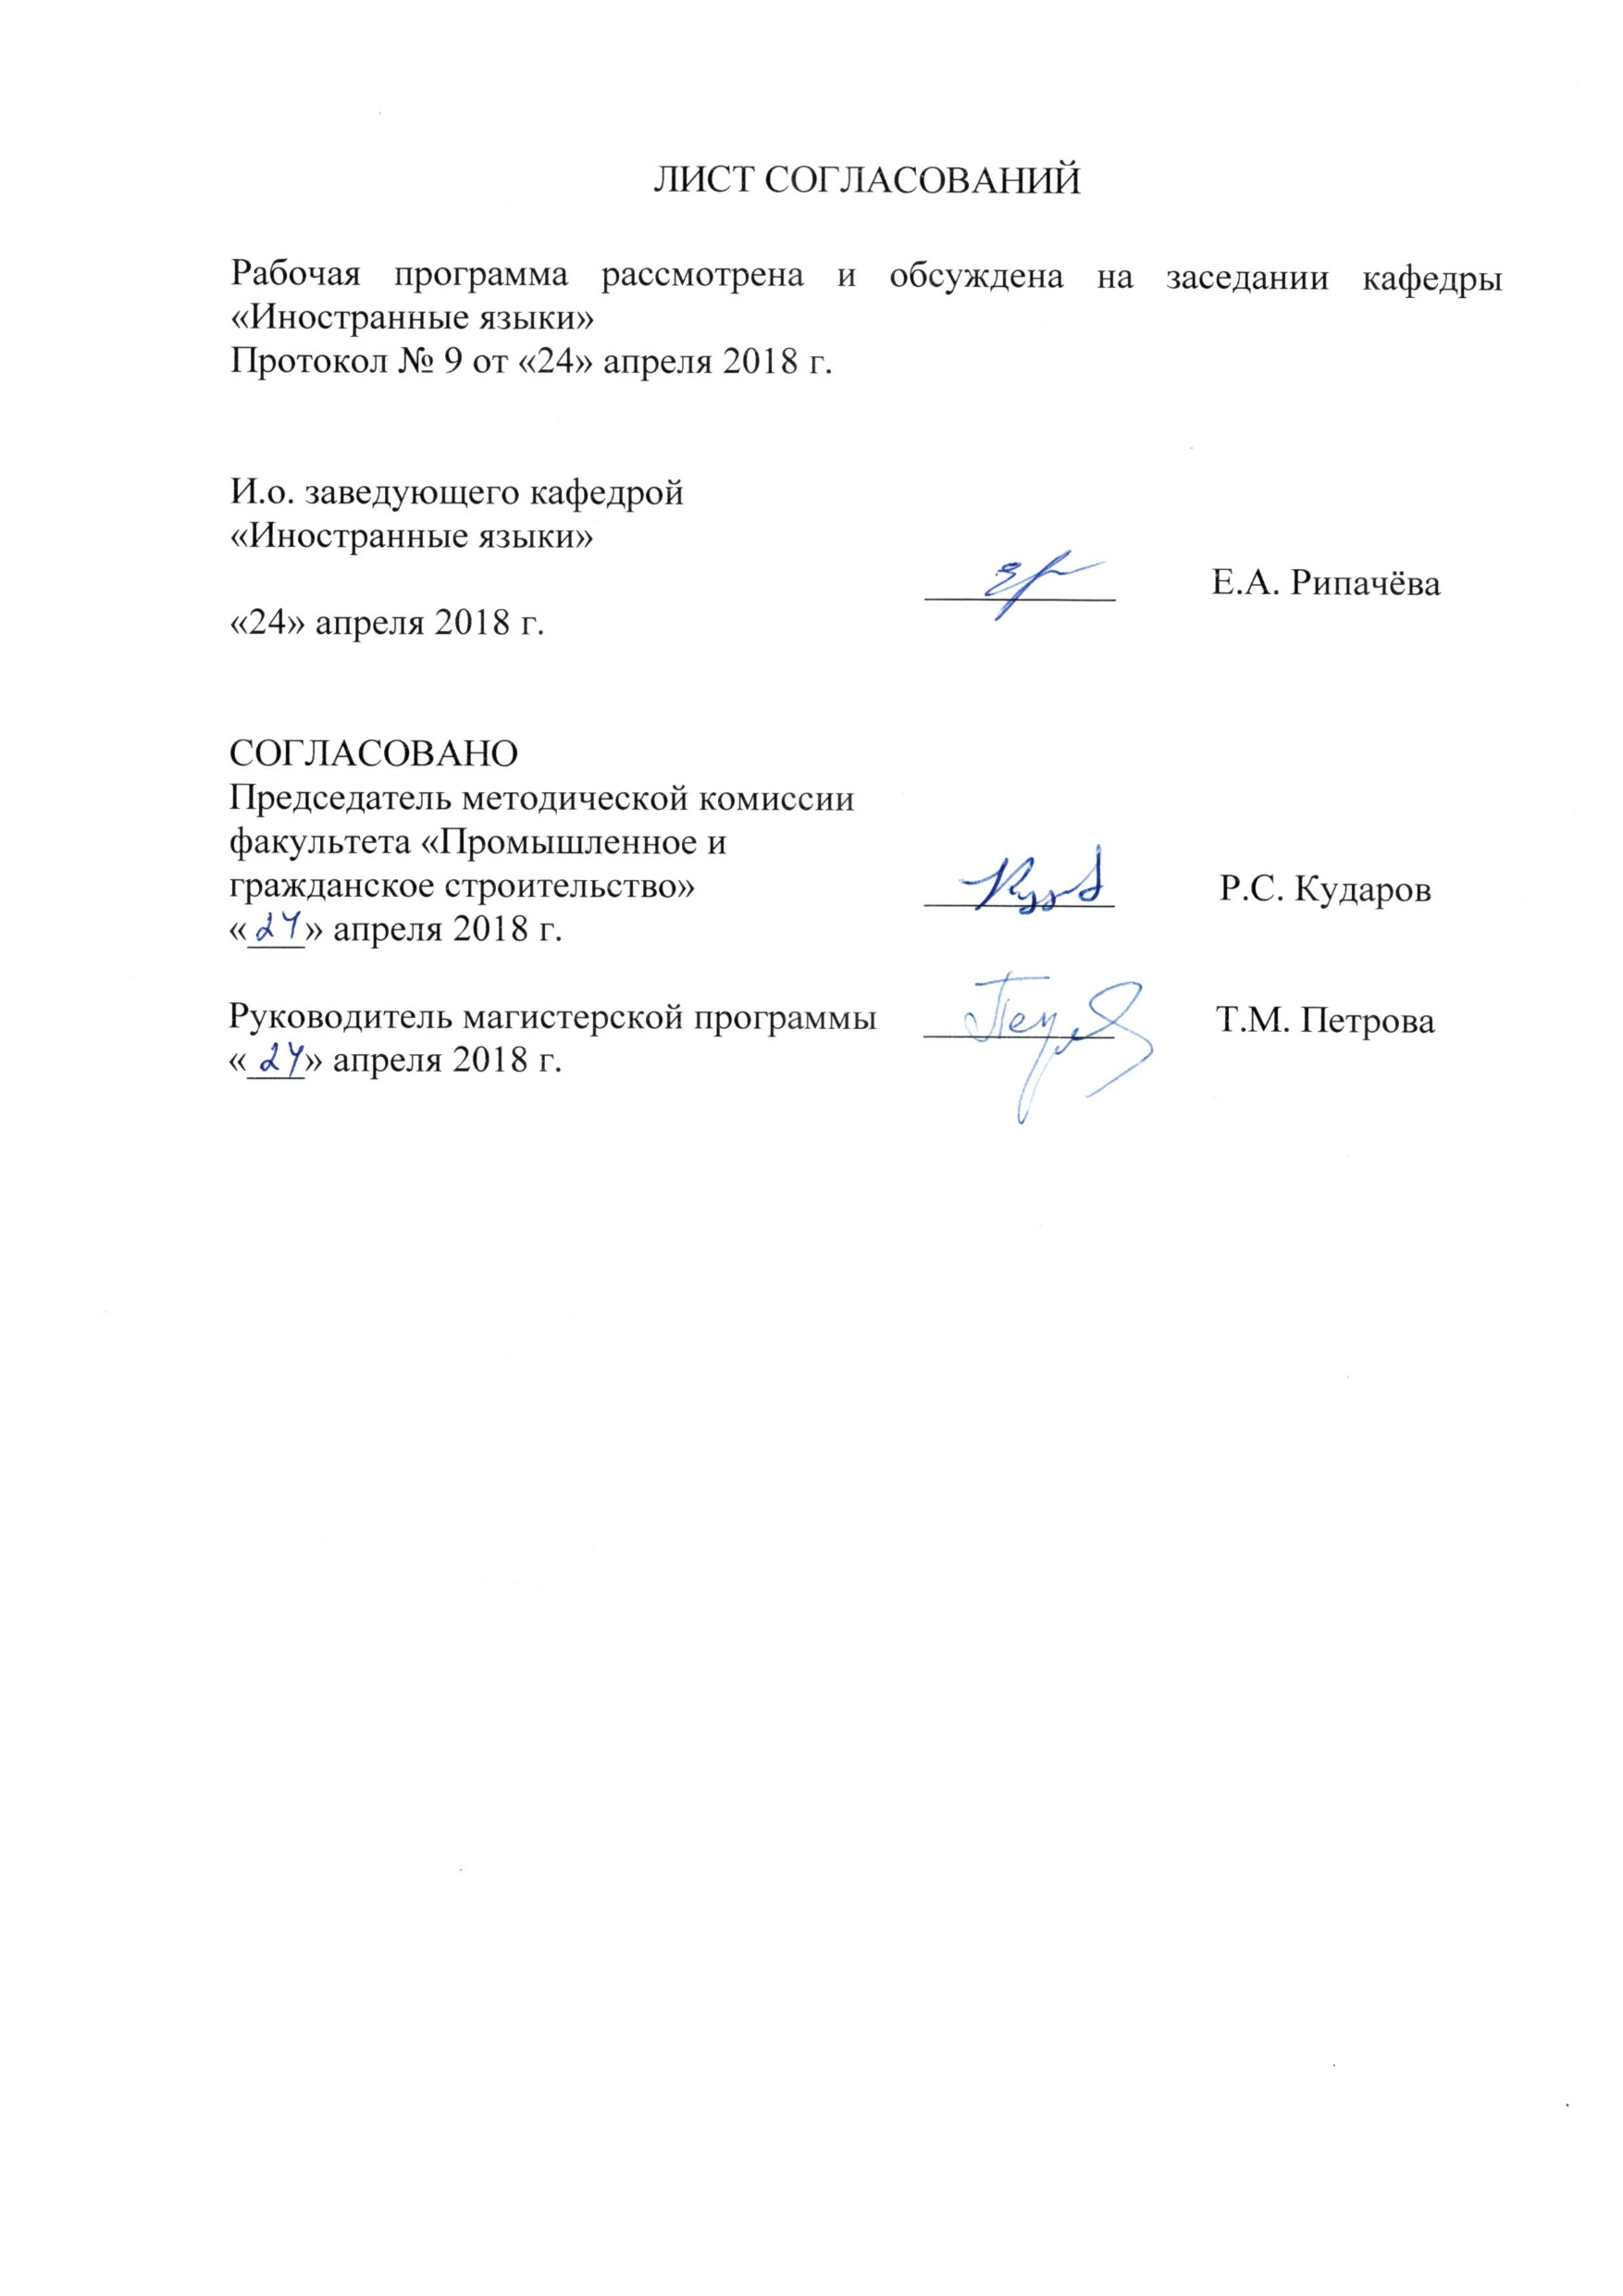 ЛИСТ СОГЛАСОВАНИЙ
Рабочая программа рассмотрена и обсуждена на заседании кафедры
«Иностранные языки»
Протокол № 9 от «24» апреля 2018 г.
И.о. заведующего кафедрой
«Иностранные языки»
Е.А. Рипачёва
«24» апреля 2018 г.
СОГЛАСОВАНО
Председатель методической комиссии
факультета «Промышленное и
гражданское строительство» Р.С. Кударов
«24» апреля 2018 г.
Руководитель магистерской программы Т.М. Петрова
«24» апреля 2018 г.